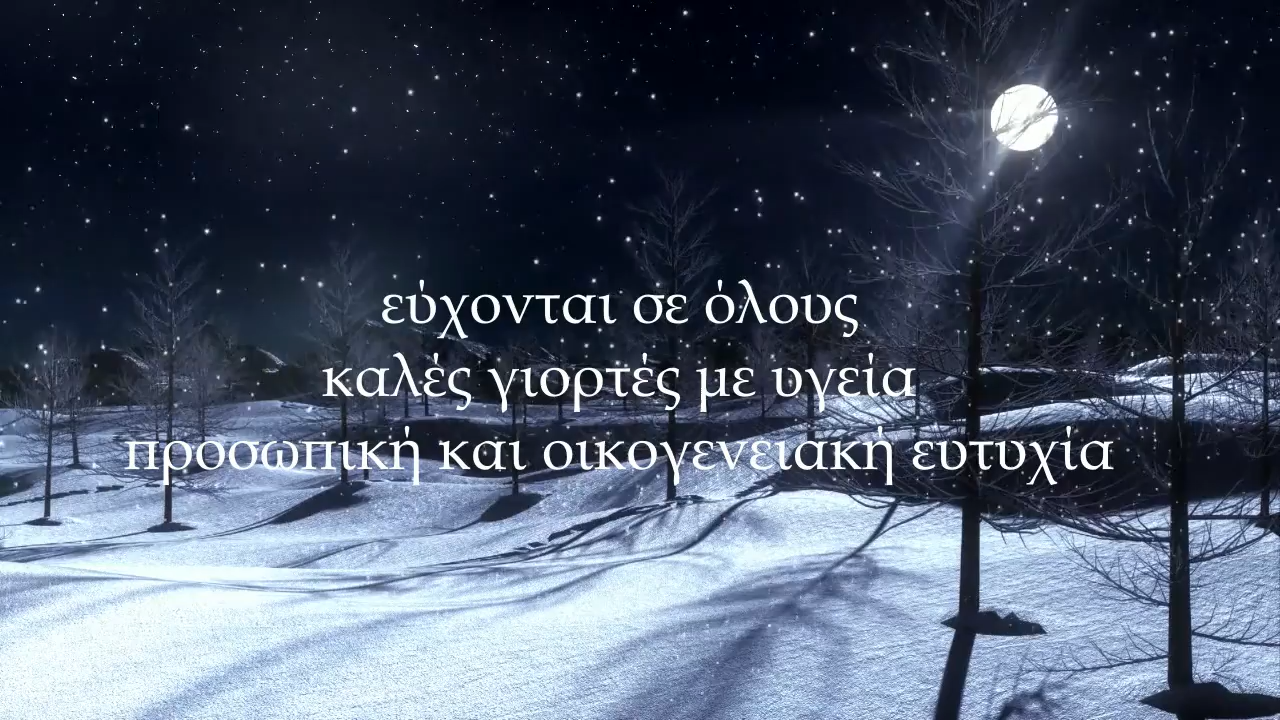 εύχονται σε όλους
καλές γιορτές με υγεία
προσωπική και οικογενειακή ευτυχία